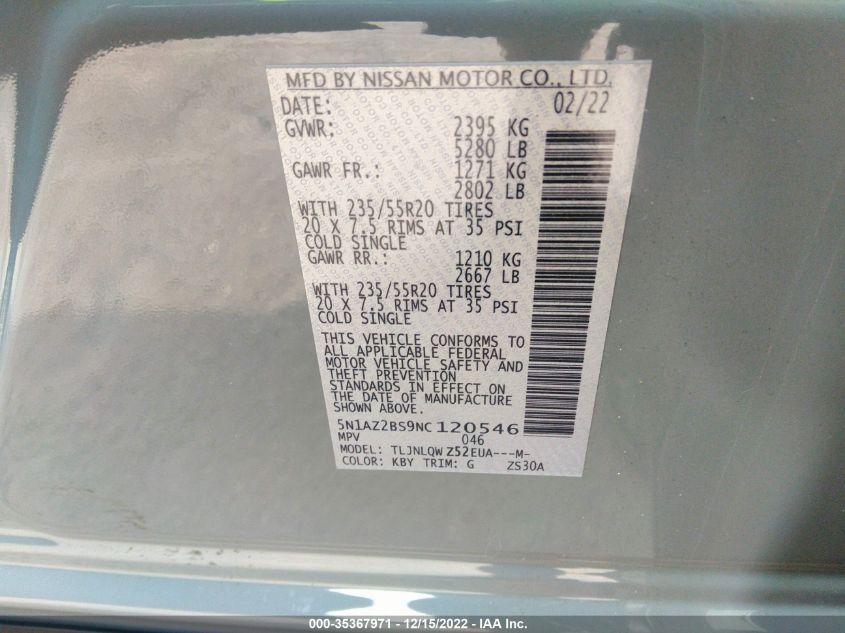 MFD BY NISSAN MOTOR CO., LTD.
DATE: 02/22
GVWR: 2395 KG
5280 LB
GAWR FR.: 1271 KG
2802 LB
WITH 235/55R20 TIRES
20 X 7.5 RIMS AT 35 PSI
COLD SINGLE
GAWR RR.: 1210 KG
2667 LB
WITH 235/55R20 TIRES
20 X 7.5 RIMS AT 35 PSI
COLD SINGLE
THIS VEHICLE CONFORMS TO
ALL APPLICABLE FEDERAL
MOTOR VEHICLE SAFETY AND
THEFT PREVENTION
STANDARDS IN EFFECT ON
THE DATE OF MANUFACTURE
SHOWN ABOVE.
5N1AZ2BS9NC120546
MPV 046
MODEL: TLJNLQWZ52EUA---M-
COLOR: KBY TRIM: G ZS30A
000-35367971 - 12/15/2022 - IAA Inc.